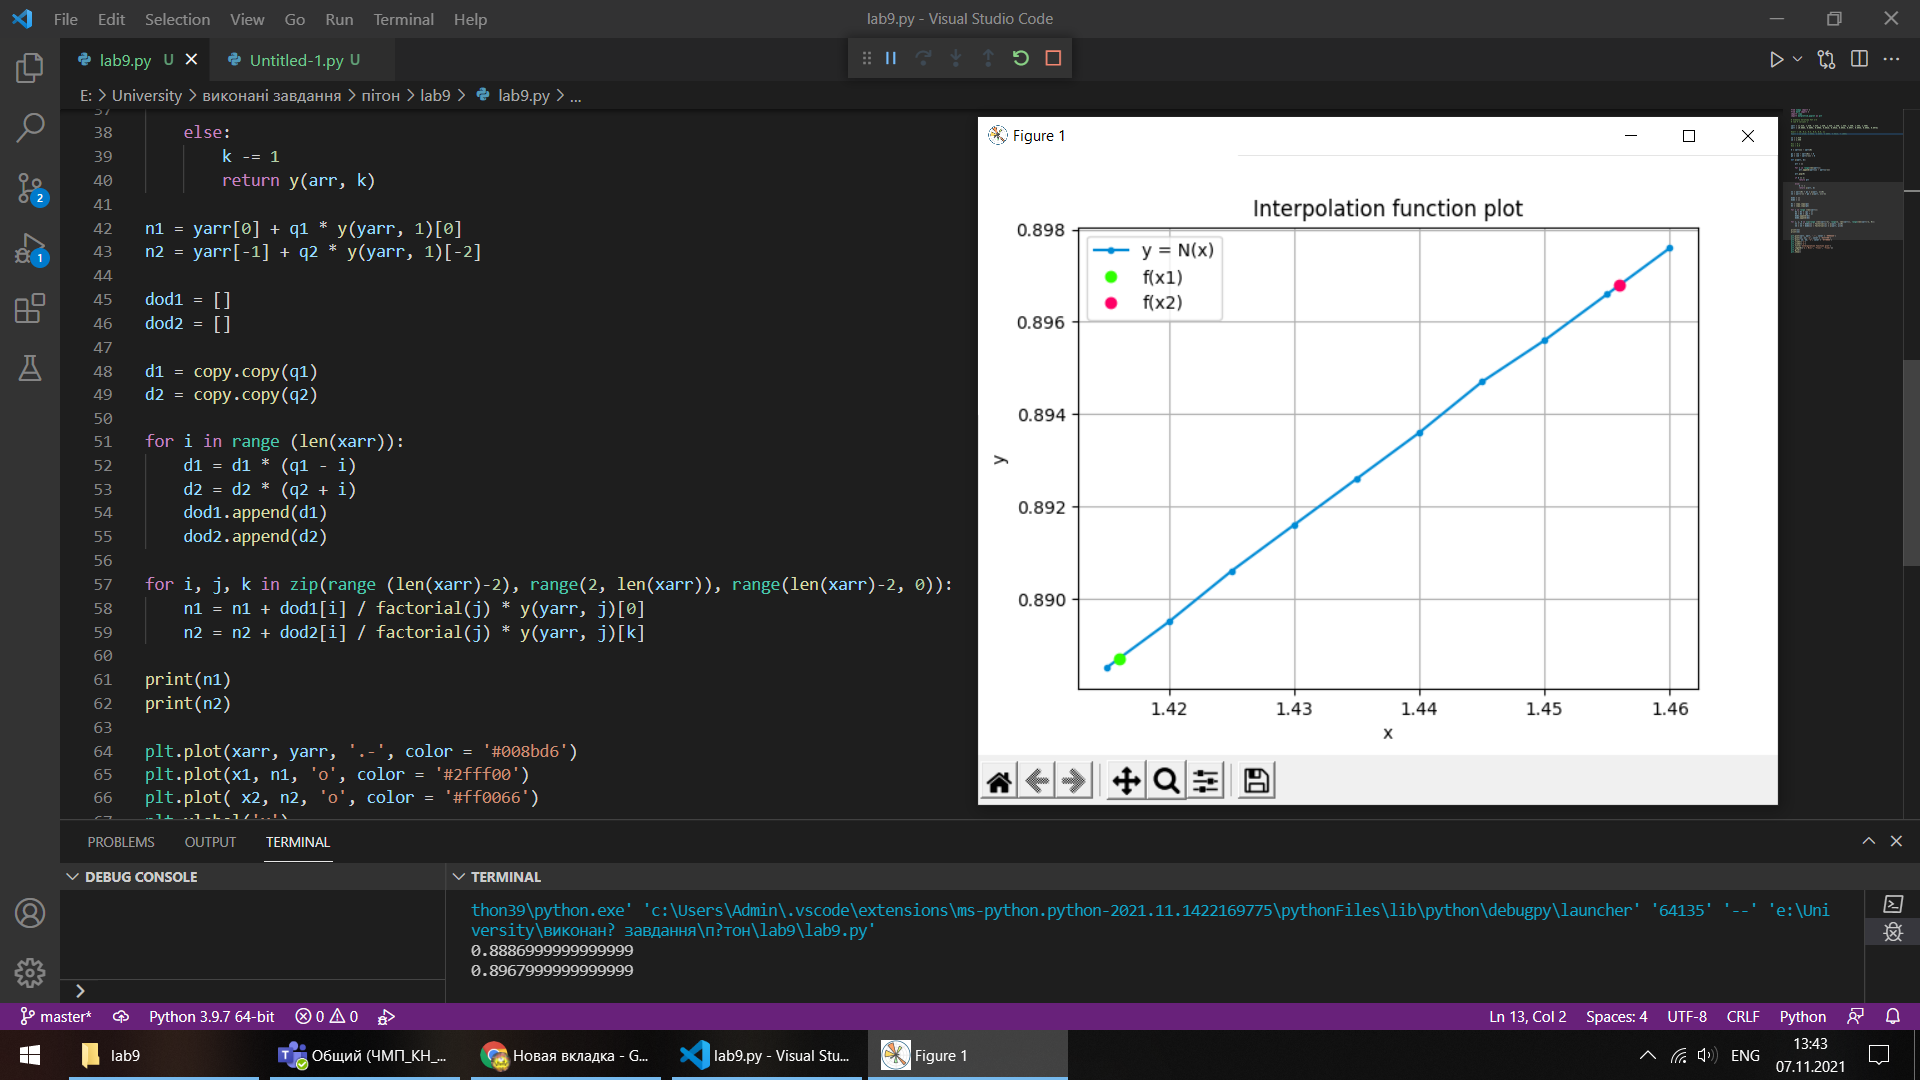 File Edit Selection View Go Run Terminal Help
lab9.py - Visual Studio Code
lab9.py U
Untitled-1.py U
E: > University > виконані завдання > пітон > lab9 > lab9.py > ...
38 else:
39 k -= 1
40 return y(arr, k)
41
42 n1 = yarr[0] + q1 * y(yarr, 1)[0]
43 n2 = yarr[-1] + q2 * y(yarr, 1)[-2]
44
45 dod1 = []
46 dod2 = []
47
48 d1 = copy.copy(q1)
49 d2 = copy.copy(q2)
50
51 for i in range (len(xarr)):
52 d1 = d1 * (q1 - i)
53 d2 = d2 * (q2 + i)
54 dod1.append(d1)
55 dod2.append(d2)
56
57 for i, j, k in zip(range (len(xarr)-2), range(2, len(xarr)), range(len(xarr)-2, 0)):
58 n1 = n1 + dod1[i] / factorial(j) * y(yarr, j)[0]
59 n2 = n2 + dod2[i] / factorial(j) * y(yarr, j)[k]
60
61 print(n1)
62 print(n2)
63
64 plt.plot(xarr, yarr, '.-', color = '#008bd6')
65 plt.plot(x1, n1, 'o', color = '#2fff00')
66 plt.plot( x2, n2, 'o', color = '#ff0066')
Figure 1
Interpolation function plot
y = N(x)
f(x1)
f(x2)
0.898
0.896
0.894
0.892
0.890
y
1.42 1.43 1.44 1.45 1.46
x
PROBLEMS OUTPUT TERMINAL
DEBUG CONSOLE
TERMINAL
thon39\python.exe' 'c:\Users\Admin\.vscode\extensions\ms-python.python-2021.11.1422169775\pythonFiles\lib\python\debugpy\launcher' '64135' '--' 'e:\Uni
versity\виконан? завдання\п?тон\lab9\lab9.py'
0.8886999999999999
0.8967999999999999
2
1
master* Python 3.9.7 64-bit 0 0
Ln 13, Col 2 Spaces: 4 UTF-8 CRLF Python
lab9
Общий (ЧМП_КН_...
Новая вкладка - G...
lab9.py - Visual Stu...
Figure 1
ENG
13:43
07.11.2021